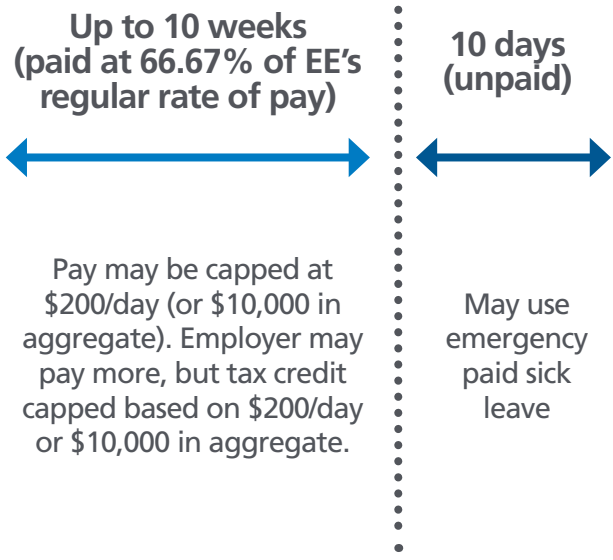 Up to 10 weeks
(paid at 66.67% of EE’s
regular rate of pay)
Pay may be capped at
$200/day (or $10,000 in
aggregate). Employer may
pay more, but tax credit
capped based on $200/day
or $10,000 in aggregate.
10 days
(unpaid)
May use
emergency
paid sick
leave